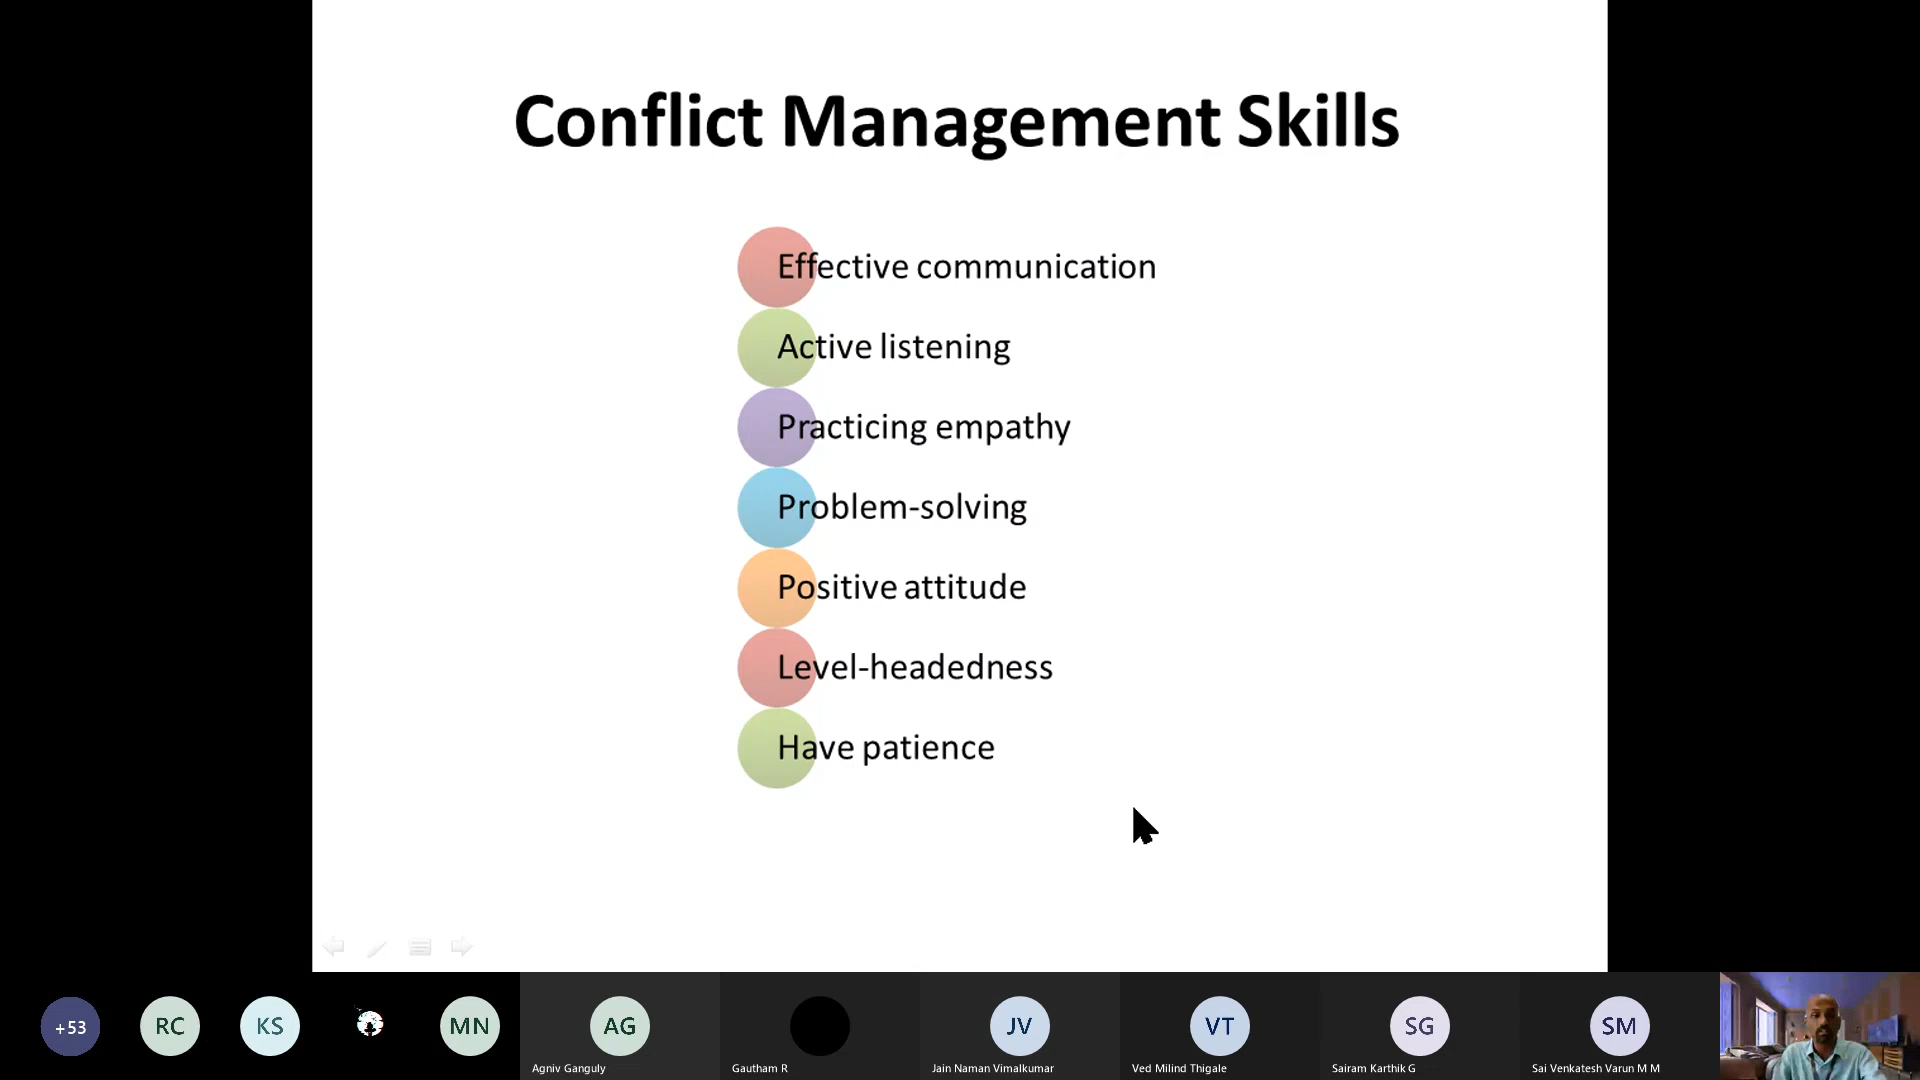 Conflict Management Skills
Effective communication
Active listening
Practicing empathy
Problem-solving
Positive attitude
Level-headedness
Have patience
+53
RC
KS
MN
AG
JV
VT
SG
SM
Agniv Ganguly
Gautham R
Jain Naman Vimalkumar
Ved Milind Thigale
Sairam Karthik G
Sai Venkatesh Varun M M